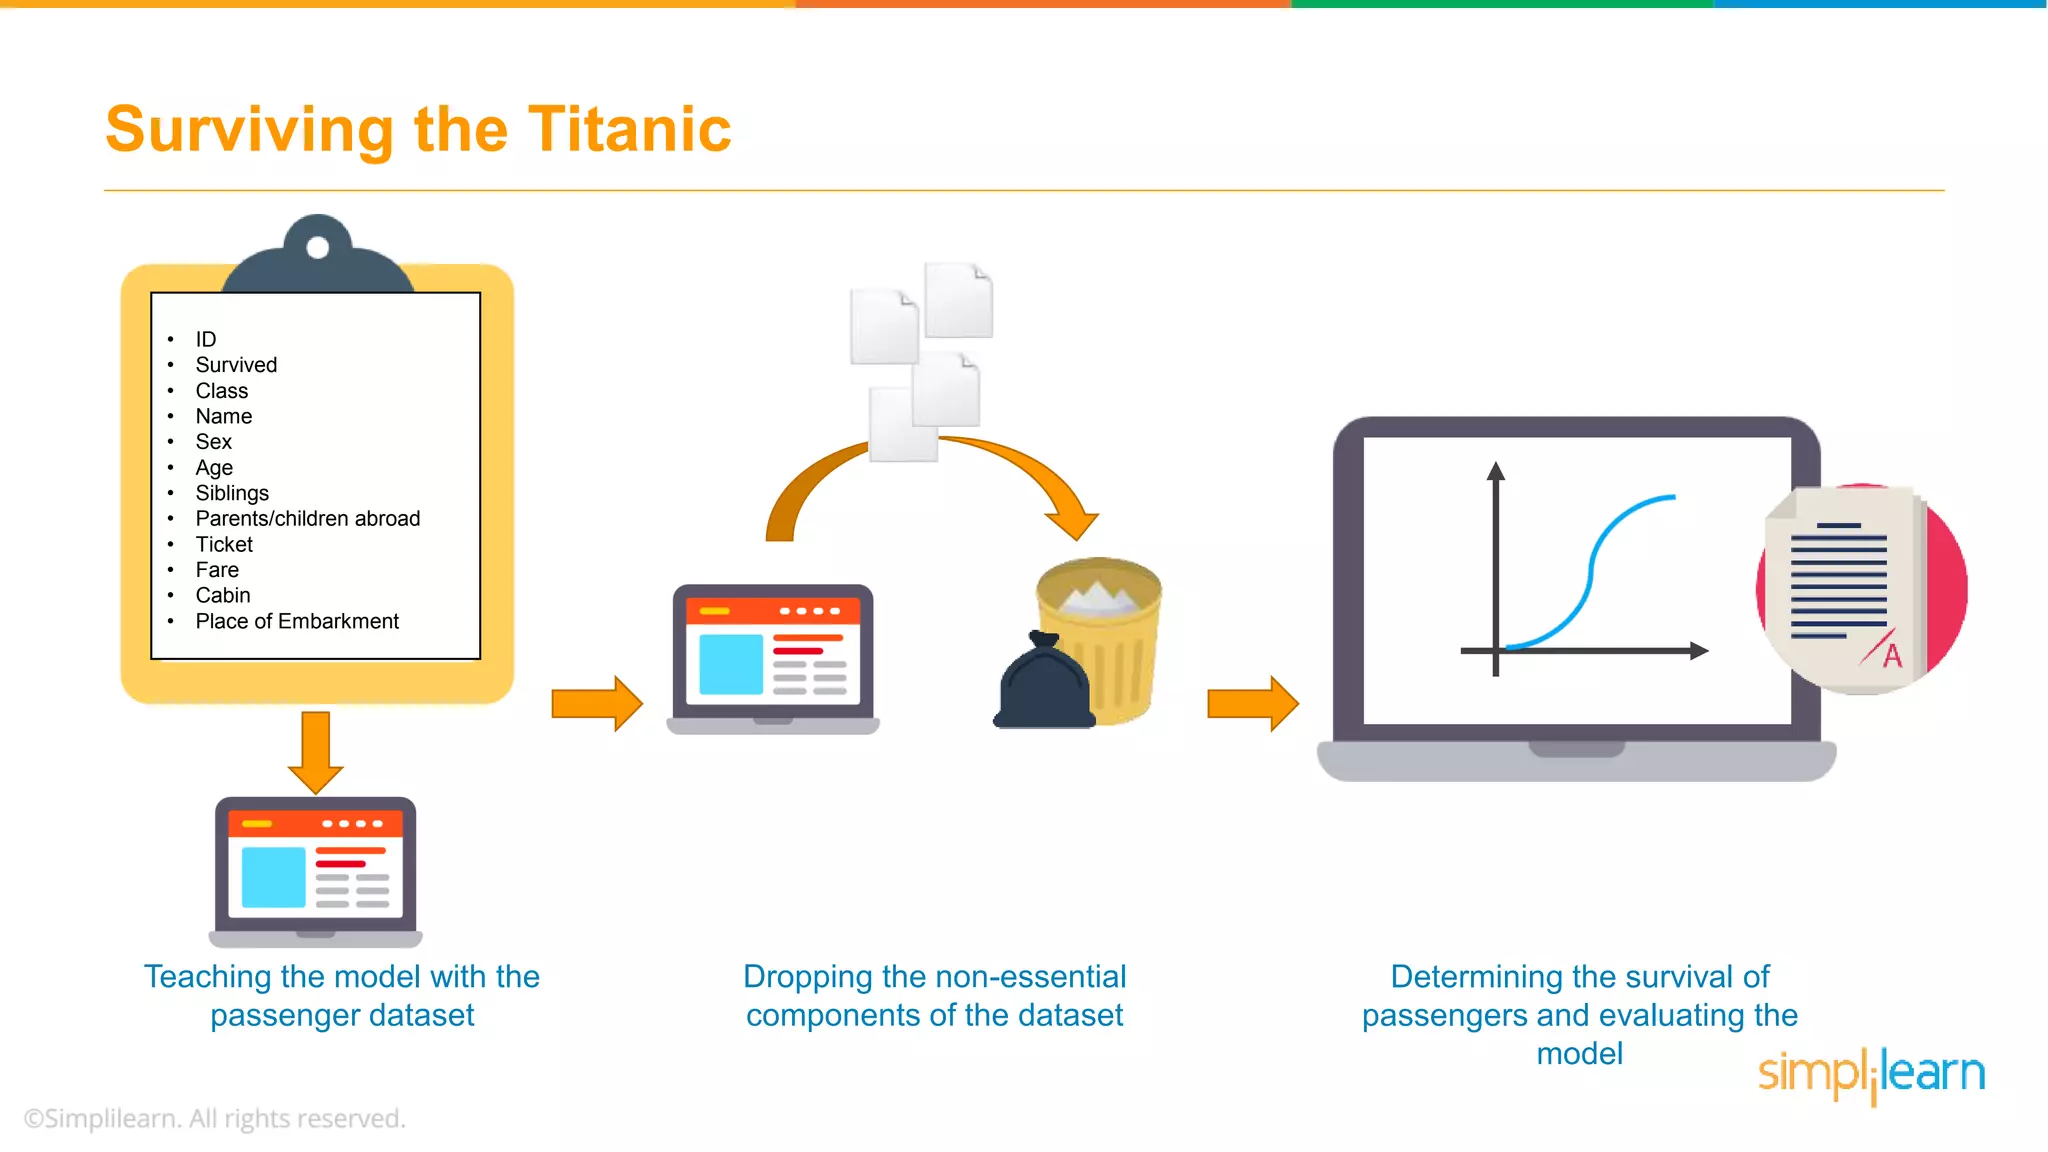 Surviving the Titanic
• ID
• Survived
• Class
• Name
• Sex
• Age
• Siblings
• Parents/children abroad
• Ticket
• Fare
• Cabin
• Place of Embarkment
A
Teaching the model with the
passenger dataset
Dropping the non-essential
components of the dataset
Determining the survival of
passengers and evaluating the
model
simplilearn
©Simplilearn. All rights reserved.